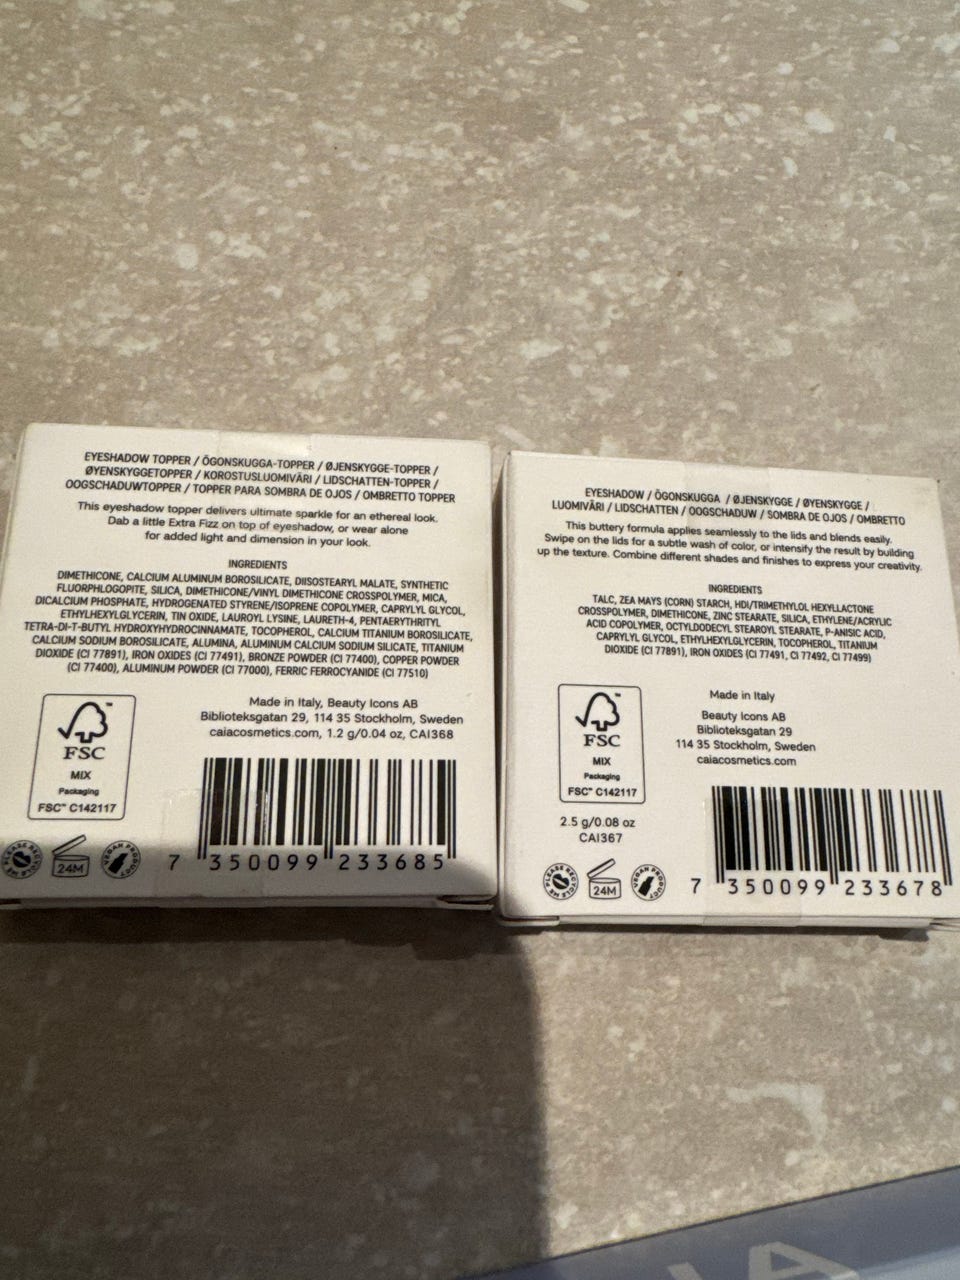 EYESHADOW TOPPER / ÖGONSKUGGA-TOPPER / ØJENSKYGGE-TOPPER /
ØYENSKYGGETOPPER / KOROSTUSLUOMIVÄRI / LIDSCHATTEN-TOPPER /
OOGSCHADUWTOPPER / TOPPER PARA SOMBRA DE OJOS / OMBRETTO TOPPER
This eyeshadow topper delivers ultimate sparkle for an ethereal look.
Dab a little Extra Fizz on top of eyeshadow, or wear alone
for added light and dimension in your look.
INGREDIENTS
DIMETHICONE, CALCIUM ALUMINUM BOROSILICATE, DIISOSTEARYL MALATE, SYNTHETIC
FLUORPHLOGOPITE, SILICA, DIMETHICONE/VINYL DIMETHICONE CROSSPOLYMER, MICA,
DICALCIUM PHOSPHATE, HYDROGENATED STYRENE/ISOPRENE COPOLYMER, CAPRYLYL GLYCOL,
ETHYLHEXYLGLYCERIN, TIN OXIDE, LAUROYL LYSINE, LAURETH-4, PENTAERYTHRITYL
TETRA-DI-T-BUTYL HYDROXYHYDROCINNAMATE, TOCOPHEROL, CALCIUM TITANIUM BOROSILICATE,
CALCIUM SODIUM BOROSILICATE, ALUMINA, ALUMINUM CALCIUM SODIUM SILICATE, TITANIUM
DIOXIDE (CI 77891), IRON OXIDES (CI 77491), BRONZE POWDER (CI 77400), COPPER POWDER
(CI 77400), ALUMINUM POWDER (CI 77000), FERRIC FERROCYANIDE (CI 77510)
FSC
MIX
Packaging
FSC™ C142117
Made in Italy, Beauty Icons AB
Biblioteksgatan 29, 114 35 Stockholm, Sweden
caiacosmetics.com, 1.2 g/0.04 oz, CAI368
PLEASE RECYCLE ME
24M
VEGAN PRODUCT
7 350099 233685
EYESHADOW / ÖGONSKUGGA / ØJENSKYGGE / ØYENSKYGGE /
LUOMIVÄRI / LIDSCHATTEN / OOGSCHADUW / SOMBRA DE OJOS / OMBRETTO
This buttery formula applies seamlessly to the lids and blends easily.
Swipe on the lids for a subtle wash of color, or intensify the result by building
up the texture. Combine different shades and finishes to express your creativity.
INGREDIENTS
TALC, ZEA MAYS (CORN) STARCH, HDI/TRIMETHYLOL HEXYLLACTONE
CROSSPOLYMER, DIMETHICONE, ZINC STEARATE, SILICA, ETHYLENE/ACRYLIC
ACID COPOLYMER, OCTYLDODECYL STEAROYL STEARATE, P-ANISIC ACID,
CAPRYLYL GLYCOL, ETHYLHEXYLGLYCERIN, TOCOPHEROL, TITANIUM
DIOXIDE (CI 77891), IRON OXIDES (CI 77491, CI 77492, CI 77499)
FSC
MIX
Packaging
FSC™ C142117
2.5 g/0.08 oz
CAI367
Made in Italy
Beauty Icons AB
Biblioteksgatan 29
114 35 Stockholm, Sweden
caiacosmetics.com
PLEASE RECYCLE ME
24M
VEGAN PRODUCT
7 350099 233678